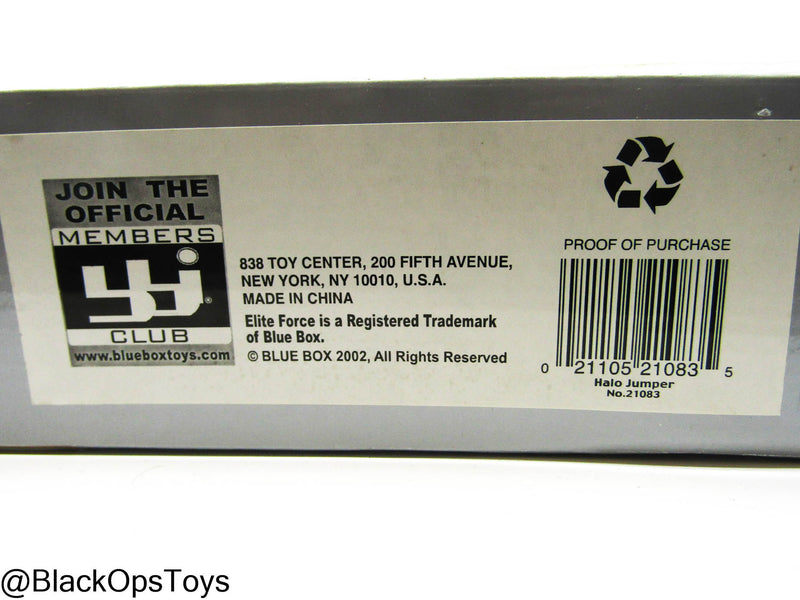 JOIN THE
OFFICIAL
MEMBERS
CLUB
www.blueboxtoys.com
838 TOY CENTER, 200 FIFTH AVENUE,
NEW YORK, NY 10010, U.S.A.
MADE IN CHINA
Elite Force is a Registered Trademark
of Blue Box.
© BLUE BOX 2002, All Rights Reserved
PROOF OF PURCHASE
0 21105 21083 5
Halo Jumper
No.21083
@BlackOpsToys